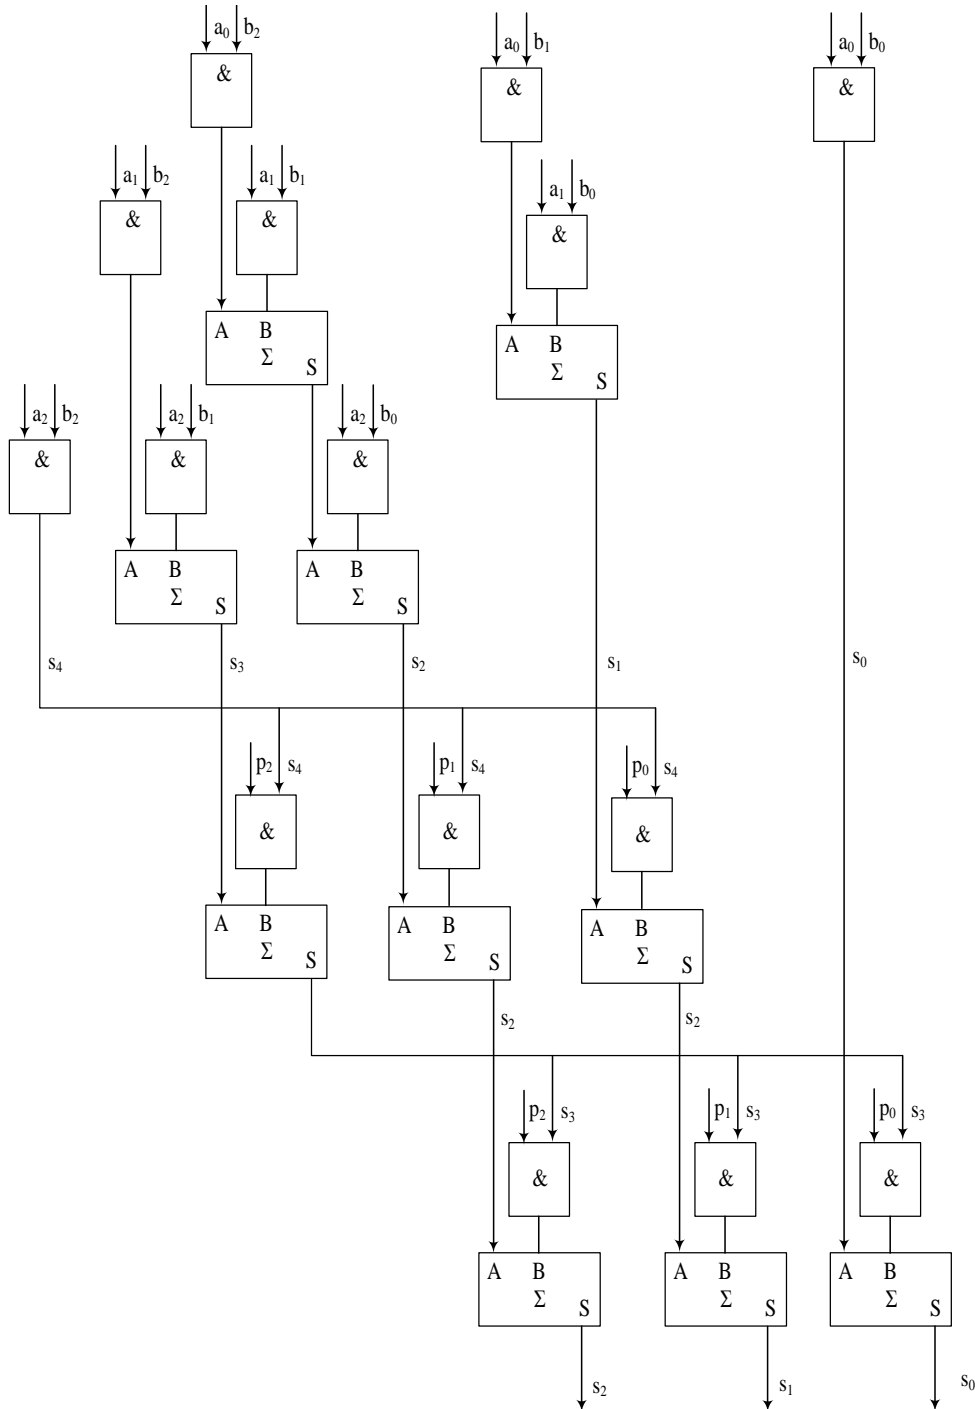 a₀ b₂ a₀ b₁ a₀ b₀
& & &
a₁ b₂ a₁ b₁ a₁ b₀
& & &
A B A B
Σ Σ
S S
a₂ b₂ a₂ b₁ a₂ b₀
& & &
A B A B
Σ Σ
S S
s₄ s₃ s₂ s₁ s₀
p₂ s₄ p₁ s₄ p₀ s₄
& & &
A B A B A B
Σ Σ Σ
S S S
s₂ s₂
p₂ s₃ p₁ s₃ p₀ s₃
& & &
A B A B A B
Σ Σ Σ
S S S
s₂ s₁ s₀